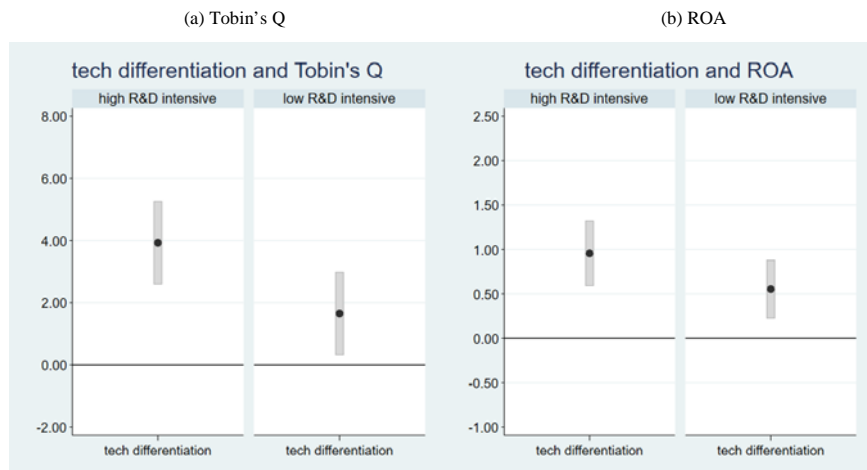 (a) Tobin's Q
(b) ROA
tech differentiation and Tobin's Q
high R&D intensive
low R&D intensive
8.00
6.00
4.00
2.00
0.00
-2.00
tech differentiation
tech differentiation
tech differentiation and ROA
high R&D intensive
low R&D intensive
2.50
2.00
1.50
1.00
0.50
0.00
-0.50
-1.00
tech differentiation
tech differentiation